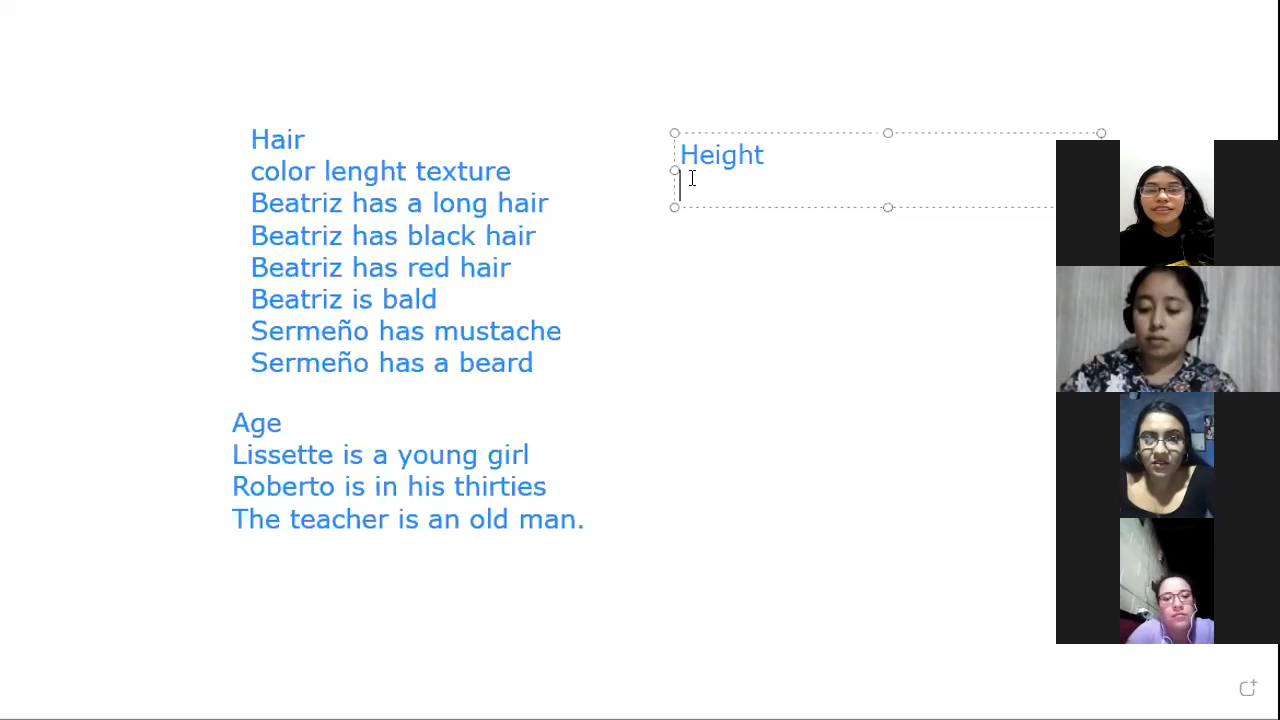 Hair
color lenght texture
Beatriz has a long hair
Beatriz has black hair
Beatriz has red hair
Beatriz is bald
Sermeño has mustache
Sermeño has a beard
Age
Lissette is a young girl
Roberto is in his thirties
The teacher is an old man.
Height